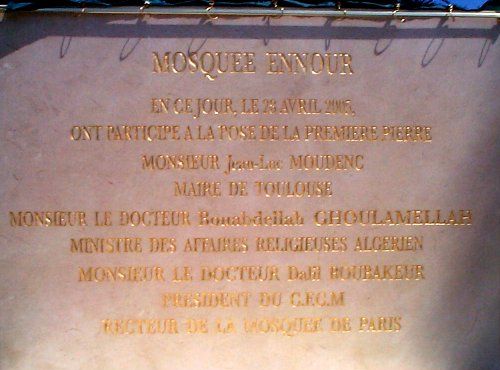 MOSQUEE ENNOUR
EN CE JOUR, LE 23 AVRIL 2005,
ONT PARTICIPE A LA POSE DE LA PREMIERE PIERRE
MONSIEUR Jean-Luc MOUDENC
MAIRE DE TOULOUSE
MONSIEUR LE DOCTEUR Bouabdellah GHOULAMELLAH
MINISTRE DES AFFAIRES RELIGIEUSES ALGERIEN
MONSIEUR LE DOCTEUR Dalil BOUBAKEUR
PRESIDENT DU C.F.C.M
RECTEUR DE LA MOSQUEE DE PARIS